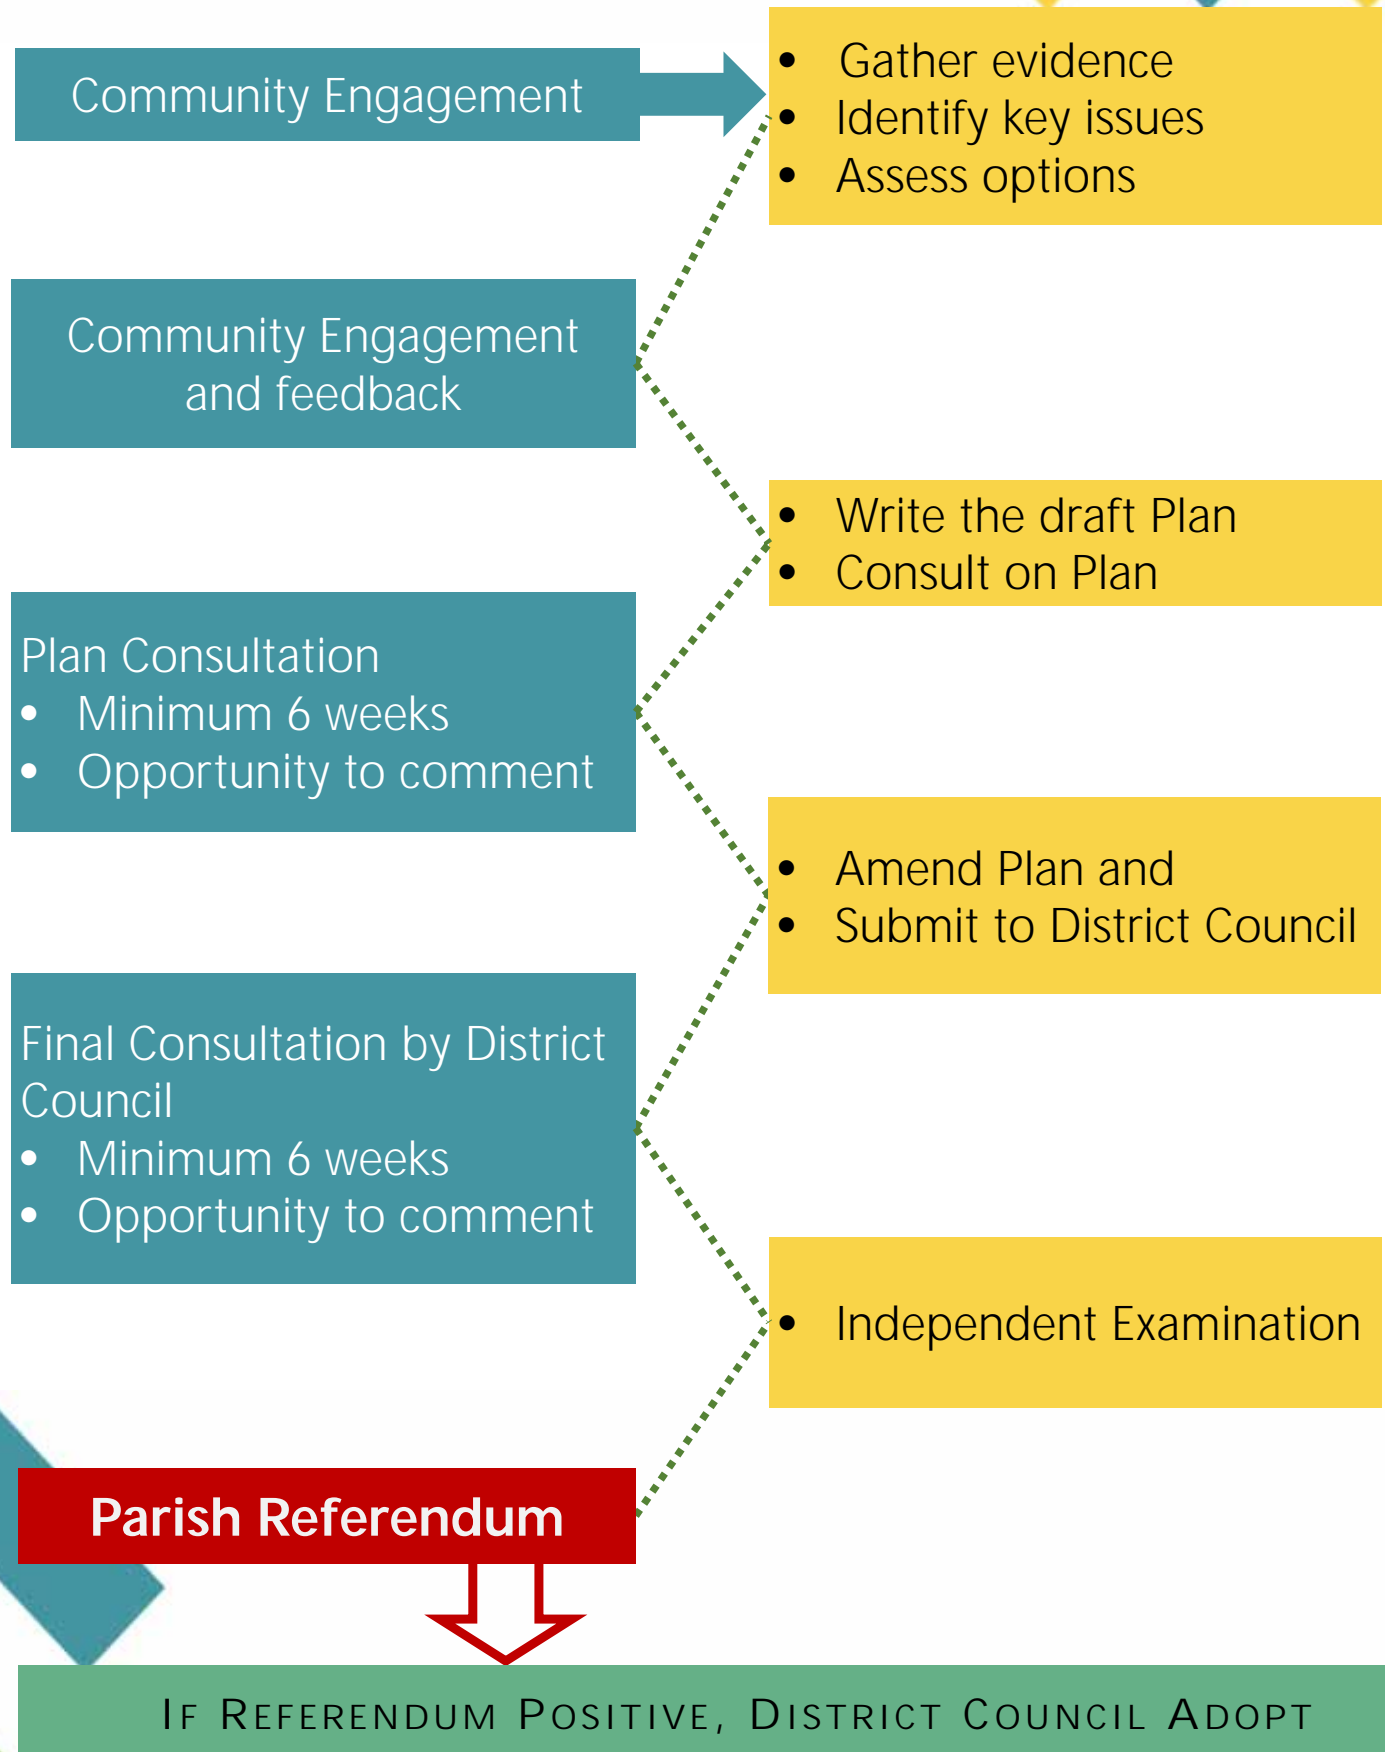 Community Engagement
• Gather evidence
• Identify key issues
• Assess options
Community Engagement
and feedback
• Write the draft Plan
• Consult on Plan
Plan Consultation
• Minimum 6 weeks
• Opportunity to comment
• Amend Plan and
• Submit to District Council
Final Consultation by District
Council
• Minimum 6 weeks
• Opportunity to comment
• Independent Examination
Parish Referendum
IF REFERENDUM POSITIVE, DISTRICT COUNCIL ADOPT